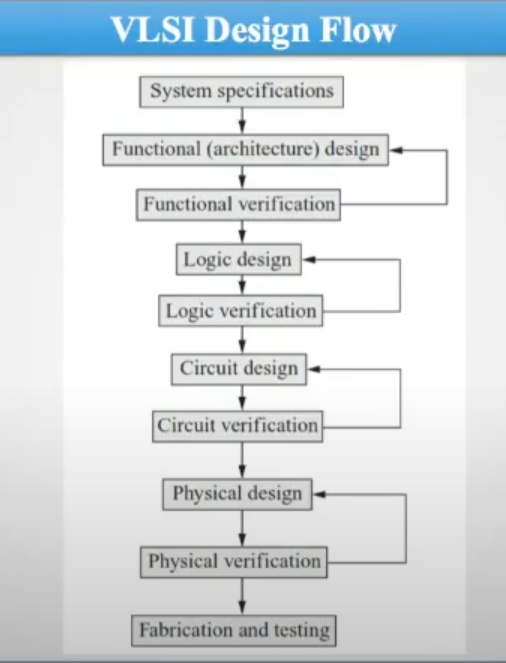 VLSI Design Flow
System specifications
Functional (architecture) design
Functional verification
Logic design
Logic verification
Circuit design
Circuit verification
Physical design
Physical verification
Fabrication and testing